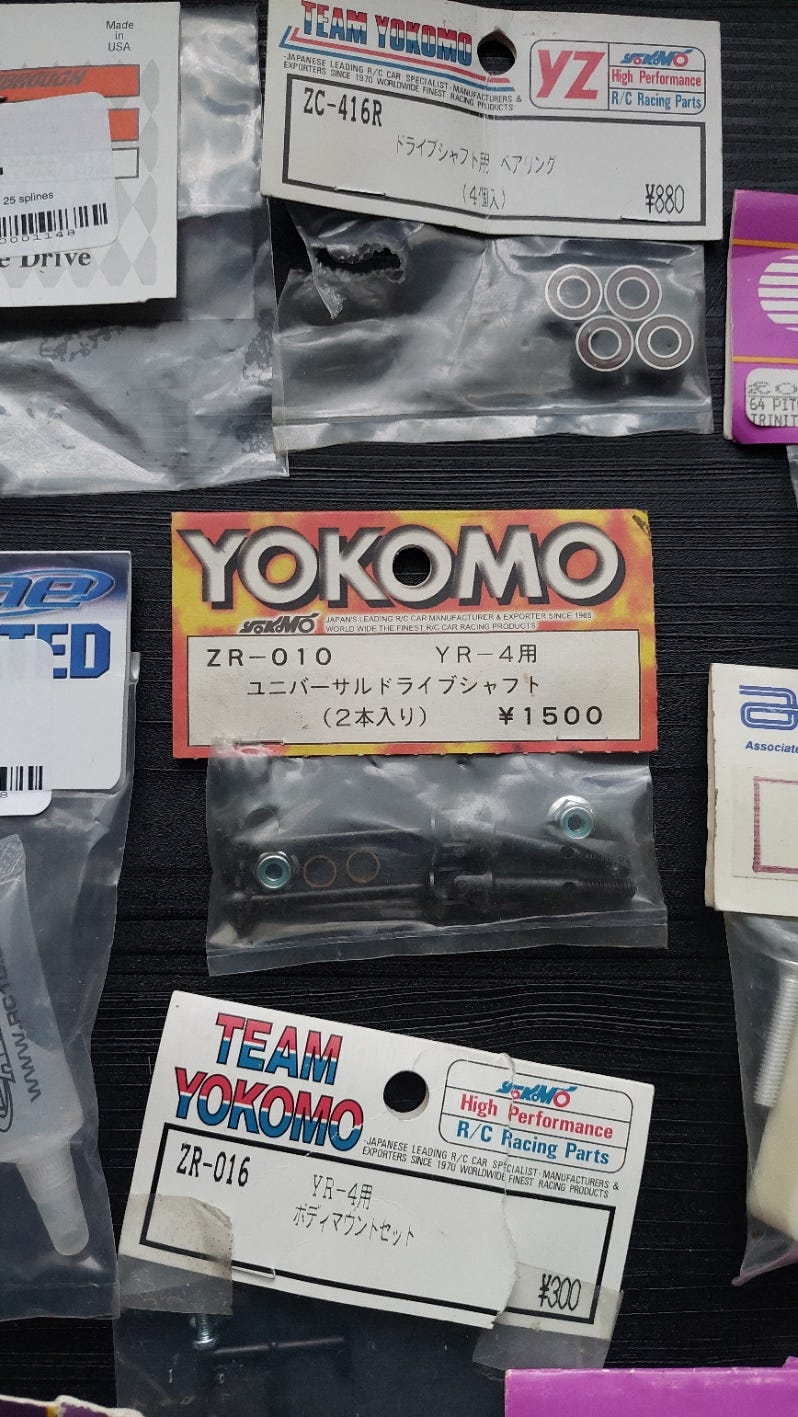 Made
in
USA
25 splines
0001148
e Drive
TEAM YOKOMO
JAPANESE LEADING R/C CAR SPECIALIST-MANUFACTURERS &
EXPORTERS SINCE 1970 WORLDWIDE FINEST RACING PRODUCTS
YZ
YOKOMO
High Performance
R/C Racing Parts
ZC-416R
ドライブシャフト用 ベアリング
(4個入)
¥880
64 PIT
TRINIT
ae
TED
YOKOMO
YOKOMO
JAPAN'S LEADING R/C CAR MANUFACTURER & EXPORTER SINCE 1965
WORLD WIDE THE FINEST R/C CAR RACING PRODUCTS
ZR-010 YR-4用
ユニバーサルドライブシャフト
(2本入り) ¥1500
Associate
WWW.RC10
TEAM
YOKOMO
YOKOMO
High Performance
R/C Racing Parts
JAPANESE LEADING R/C CAR SPECIALIST-MANUFACTURERS &
EXPORTERS SINCE 1970 WORLDWIDE FINEST RACING PRODUCTS
ZR-016 YR-4用
ボディマウントセット
¥300